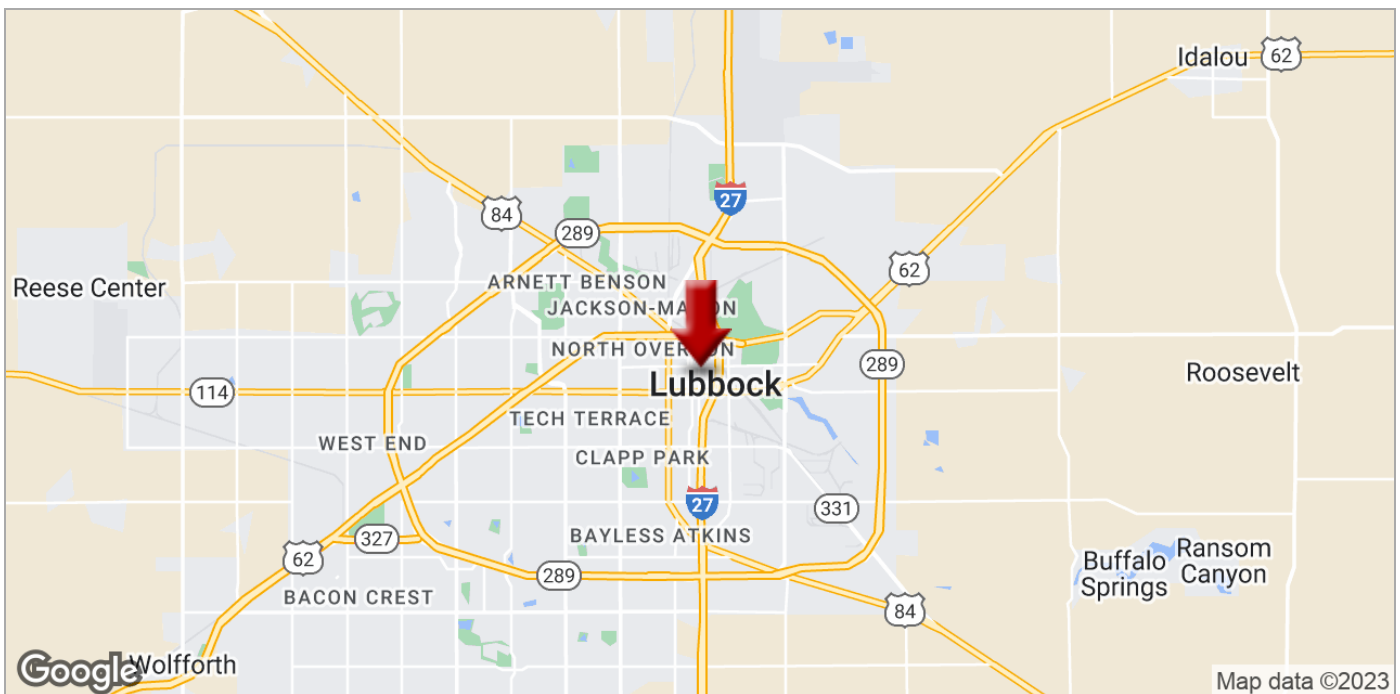 Idalou
62
27
84
289
62
Reese Center
ARNETT BENSON
JACKSON-MA ON
NORTH OVER N
289
Lubbock
Roosevelt
114
TECH TERRACE
WEST END
CLAPP PARK
27
331
BAYLESS ATKINS
327
62
289
Buffalo
Springs
Ransom
Canyon
BACON CREST
84
Google
Wolfforth
Map data ©2023